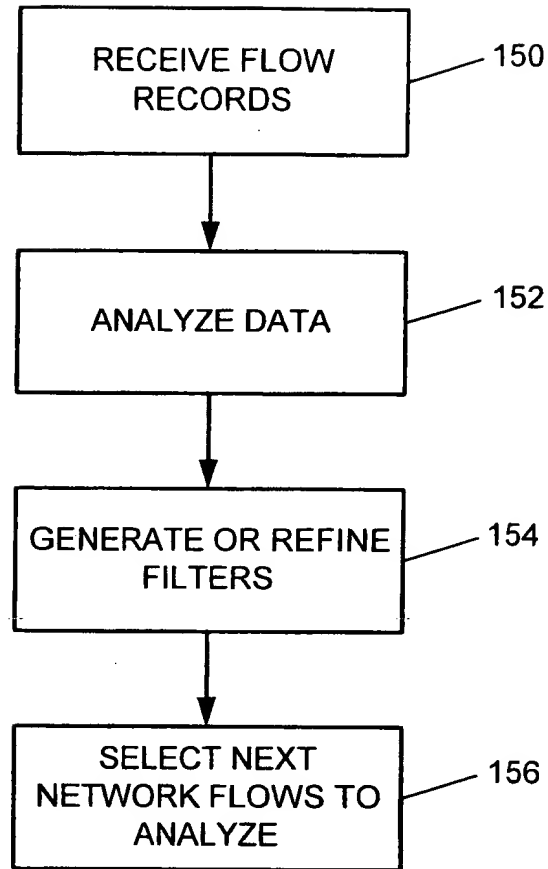 RECEIVE FLOW
RECORDS
150
ANALYZE DATA
152
GENERATE OR REFINE
FILTERS
154
SELECT NEXT
NETWORK FLOWS TO
ANALYZE
156